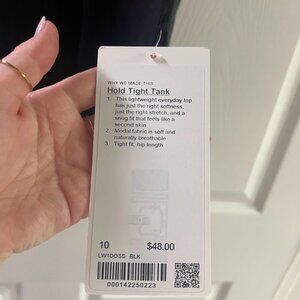 WHY WE MADE THIS
Hold Tight Tank
1. This lightweight everyday top
has just the right softness,
just the right stretch, and a
snug fit that feels like a
second skin
2. Modal fabric is soft and
naturally breathable
3. Tight fit, hip length
10 $48.00
LW1DOSS BLK
000142250223